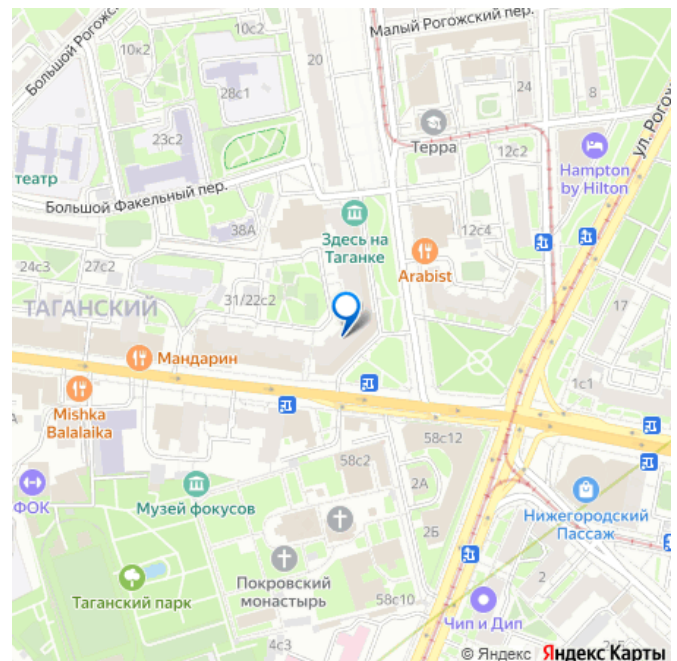 10с2
Малый Рогожский пер.
Большой Рогожс
10к2
20
28с1
24
8
ул. Рогожс
23с2
Терра
12с2
Hampton
by Hilton
театр
Большой Факельный пер.
38А
Здесь на
Таганке
12с4
Arabist
24с3
27с2
31/22с2
17
ТАГАНСКИЙ
Мандарин
1с1
Mishka
Balalaika
58с12
58с2
2А
ФОК
Музей фокусов
2Б
Нижегородский
Пассаж
Покровский
монастырь
Таганский парк
58с10
2
Чип и Дип
4с3
© Яндекс Яндекс Карты